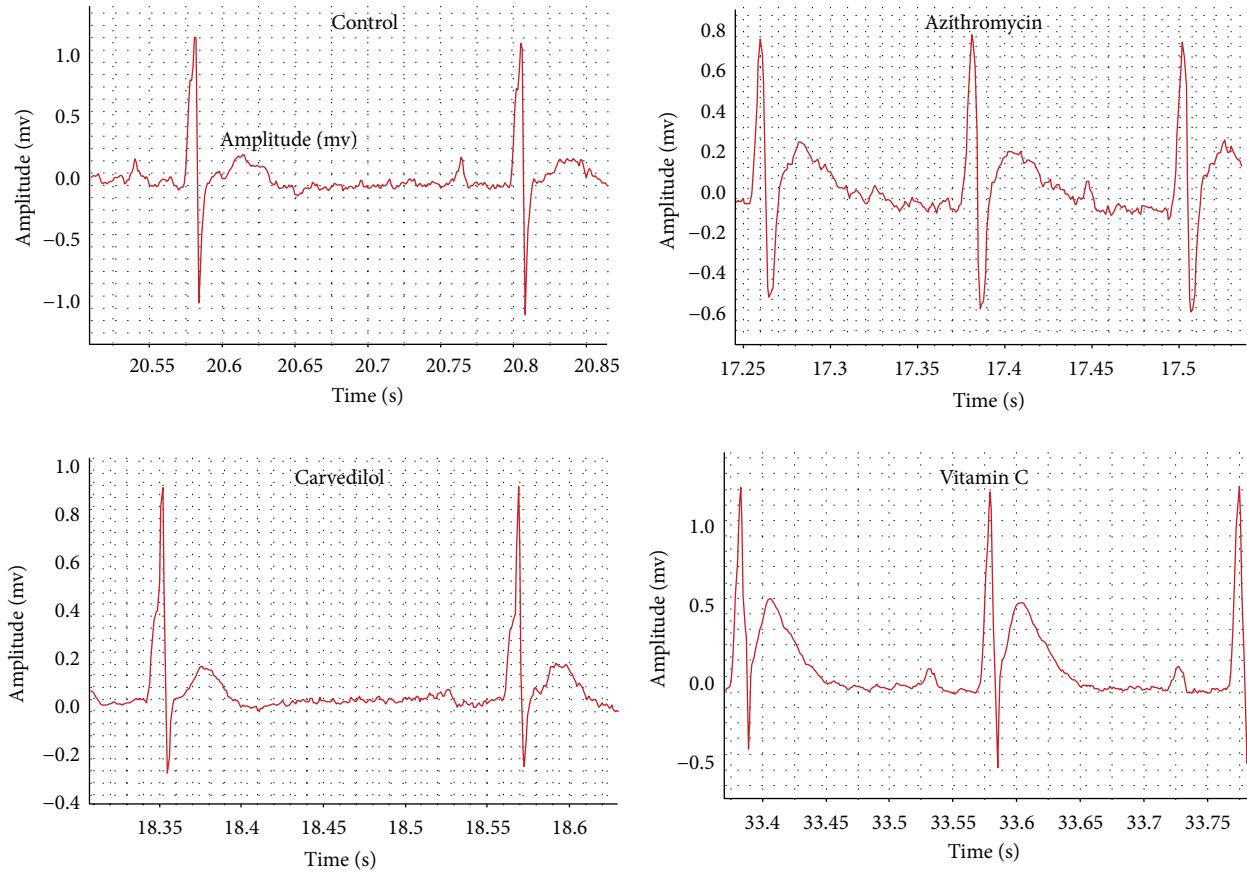 Control
Amplitude (mv)
1.0
0.5
0.0
−0.5
−1.0
Amplitude (mv)
20.55 20.6 20.65 20.7 20.75 20.8 20.85
Time (s)
Azithromycin
Amplitude (mv)
0.8
0.6
0.4
0.2
0.0
−0.2
−0.4
−0.6
17.25 17.3 17.35 17.4 17.45 17.5
Time (s)
Carvedilol
Amplitude (mv)
1.0
0.8
0.6
0.4
0.2
0.0
−0.2
−0.4
18.35 18.4 18.45 18.5 18.55 18.6
Time (s)
Vitamin C
Amplitude (mv)
1.0
0.5
0.0
−0.5
33.4 33.45 33.5 33.55 33.6 33.65 33.7 33.75
Time (s)